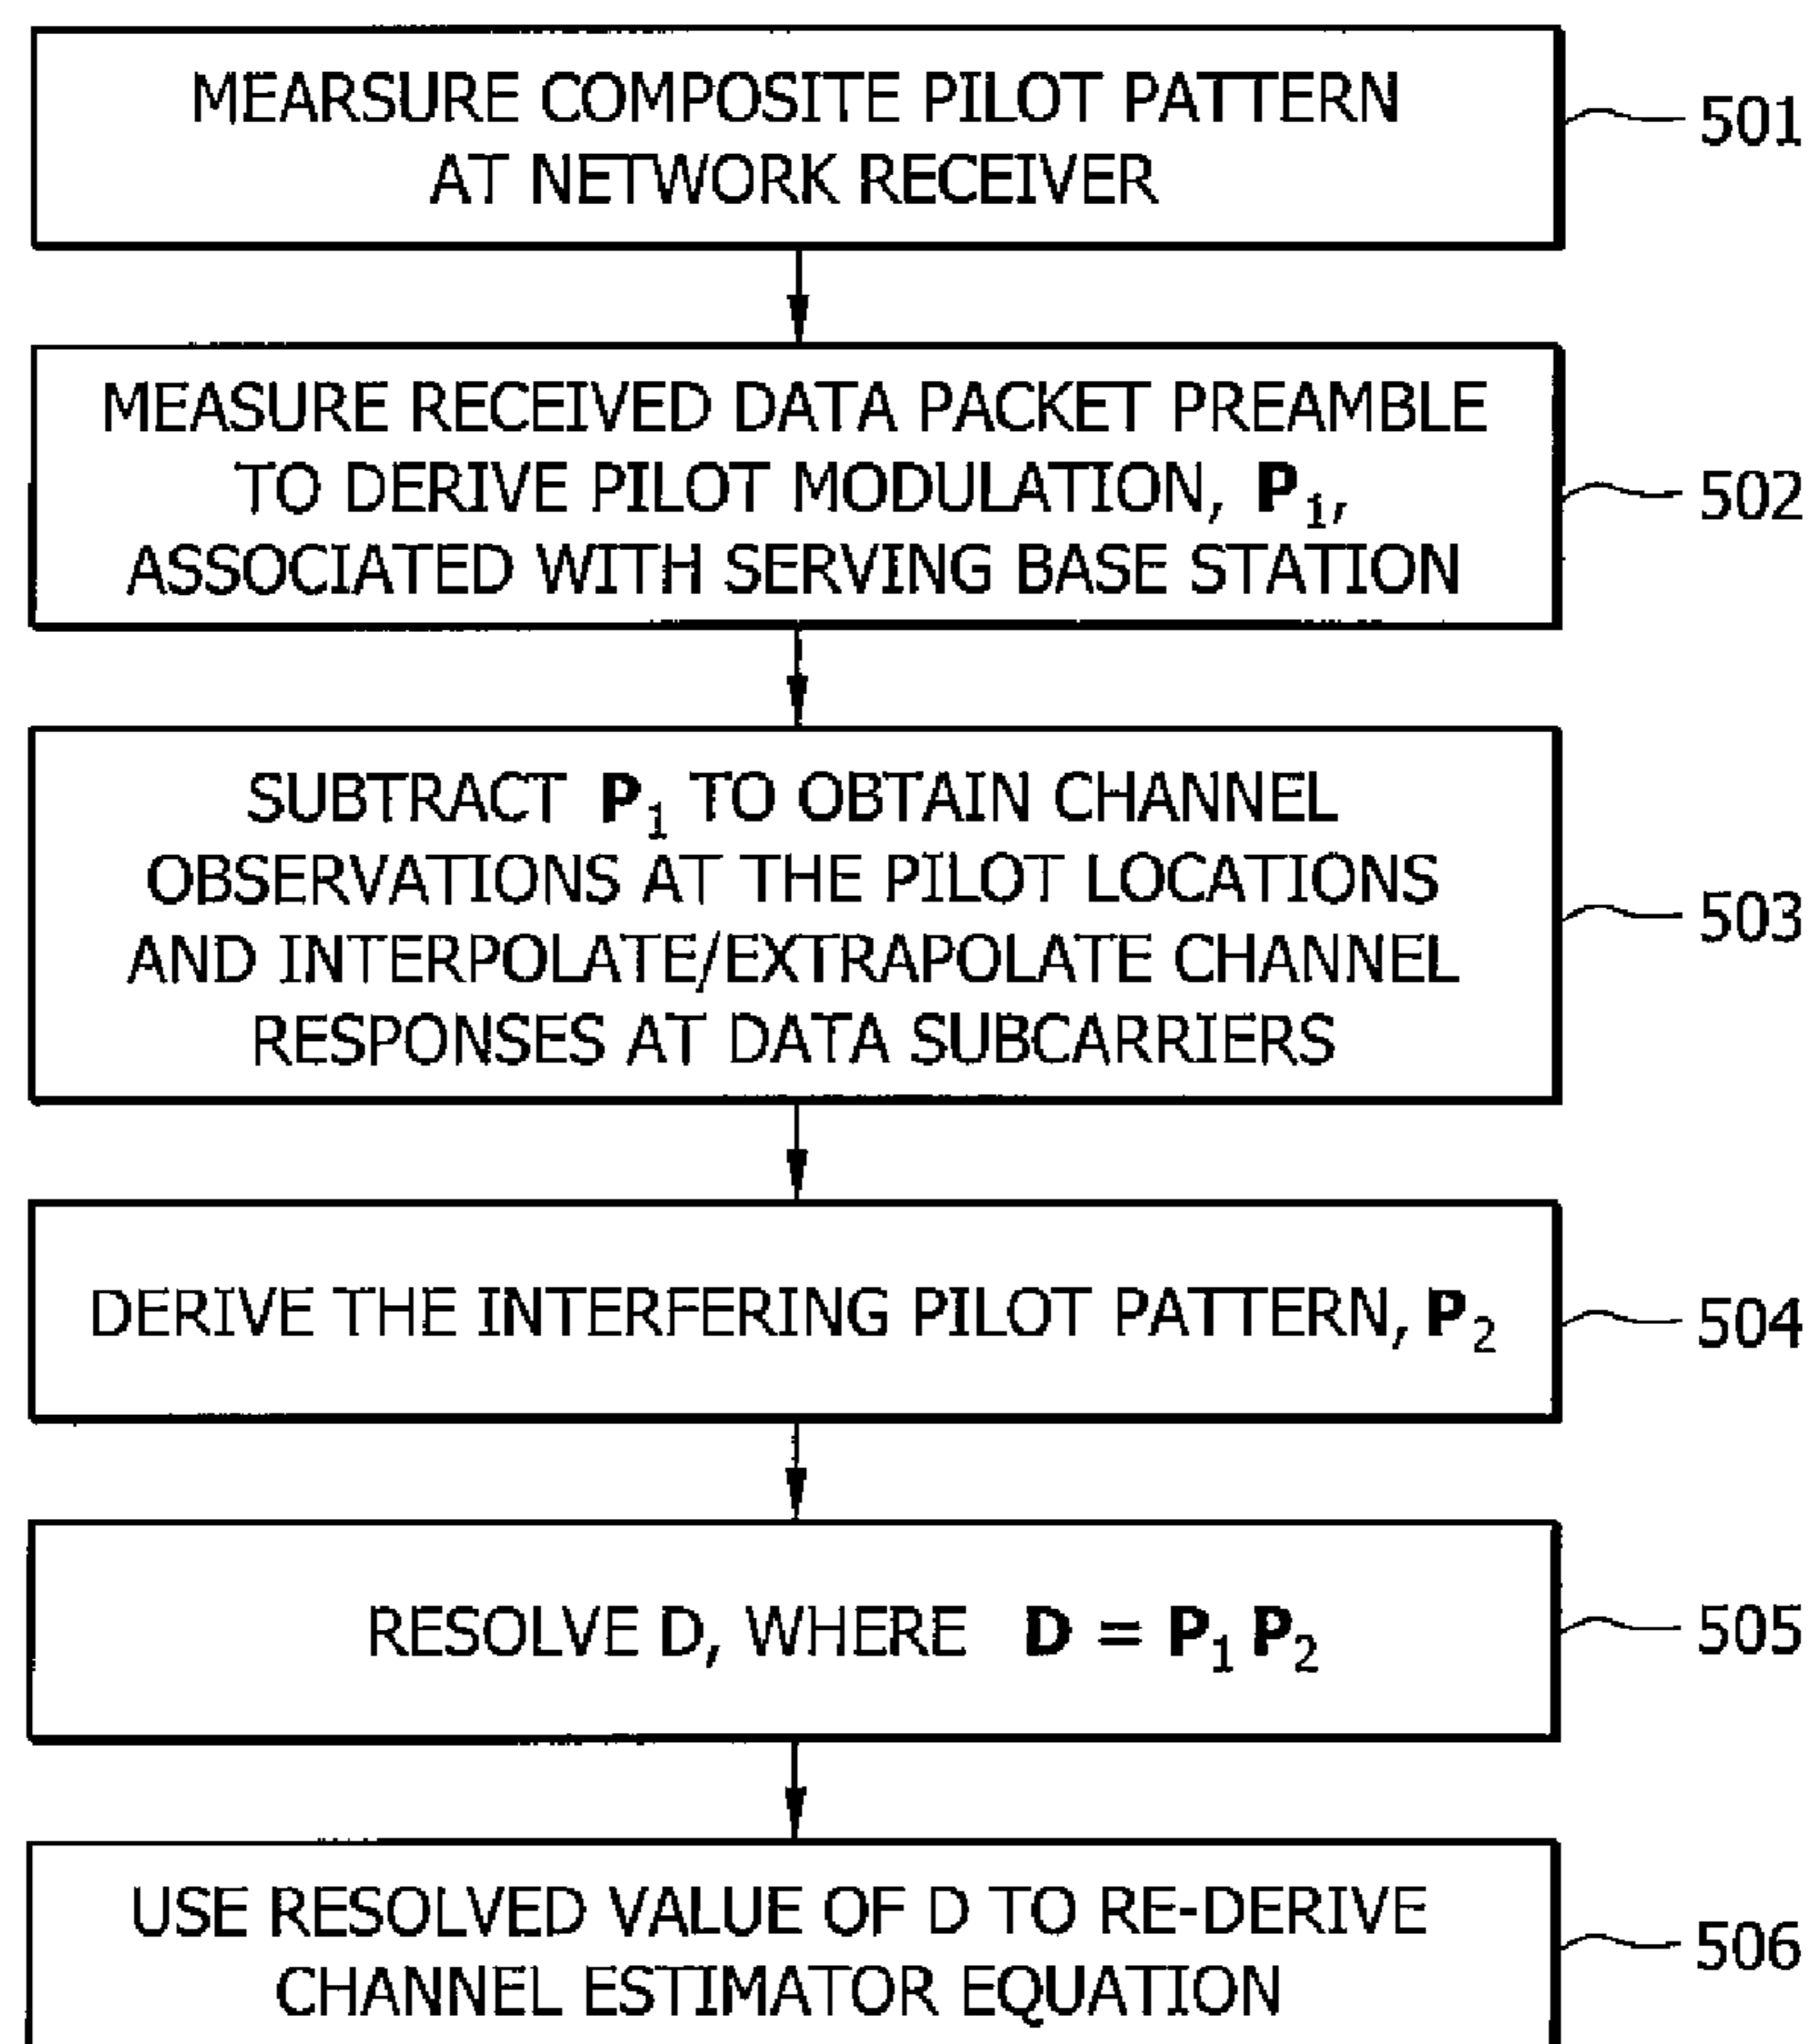 MEARSURE COMPOSITE PILOT PATTERN
AT NETWORK RECEIVER
501
MEASURE RECEIVED DATA PACKET PREAMBLE
TO DERIVE PILOT MODULATION, P1,
ASSOCIATED WITH SERVING BASE STATION
502
SUBTRACT P1 TO OBTAIN CHANNEL
OBSERVATIONS AT THE PILOT LOCATIONS
AND INTERPOLATE/EXTRAPOLATE CHANNEL
RESPONSES AT DATA SUBCARRIERS
503
DERIVE THE INTERFERING PILOT PATTERN, P2
504
RESOLVE D, WHERE D = P1 P2
505
USE RESOLVED VALUE OF D TO RE-DERIVE
CHANNEL ESTIMATOR EQUATION
506